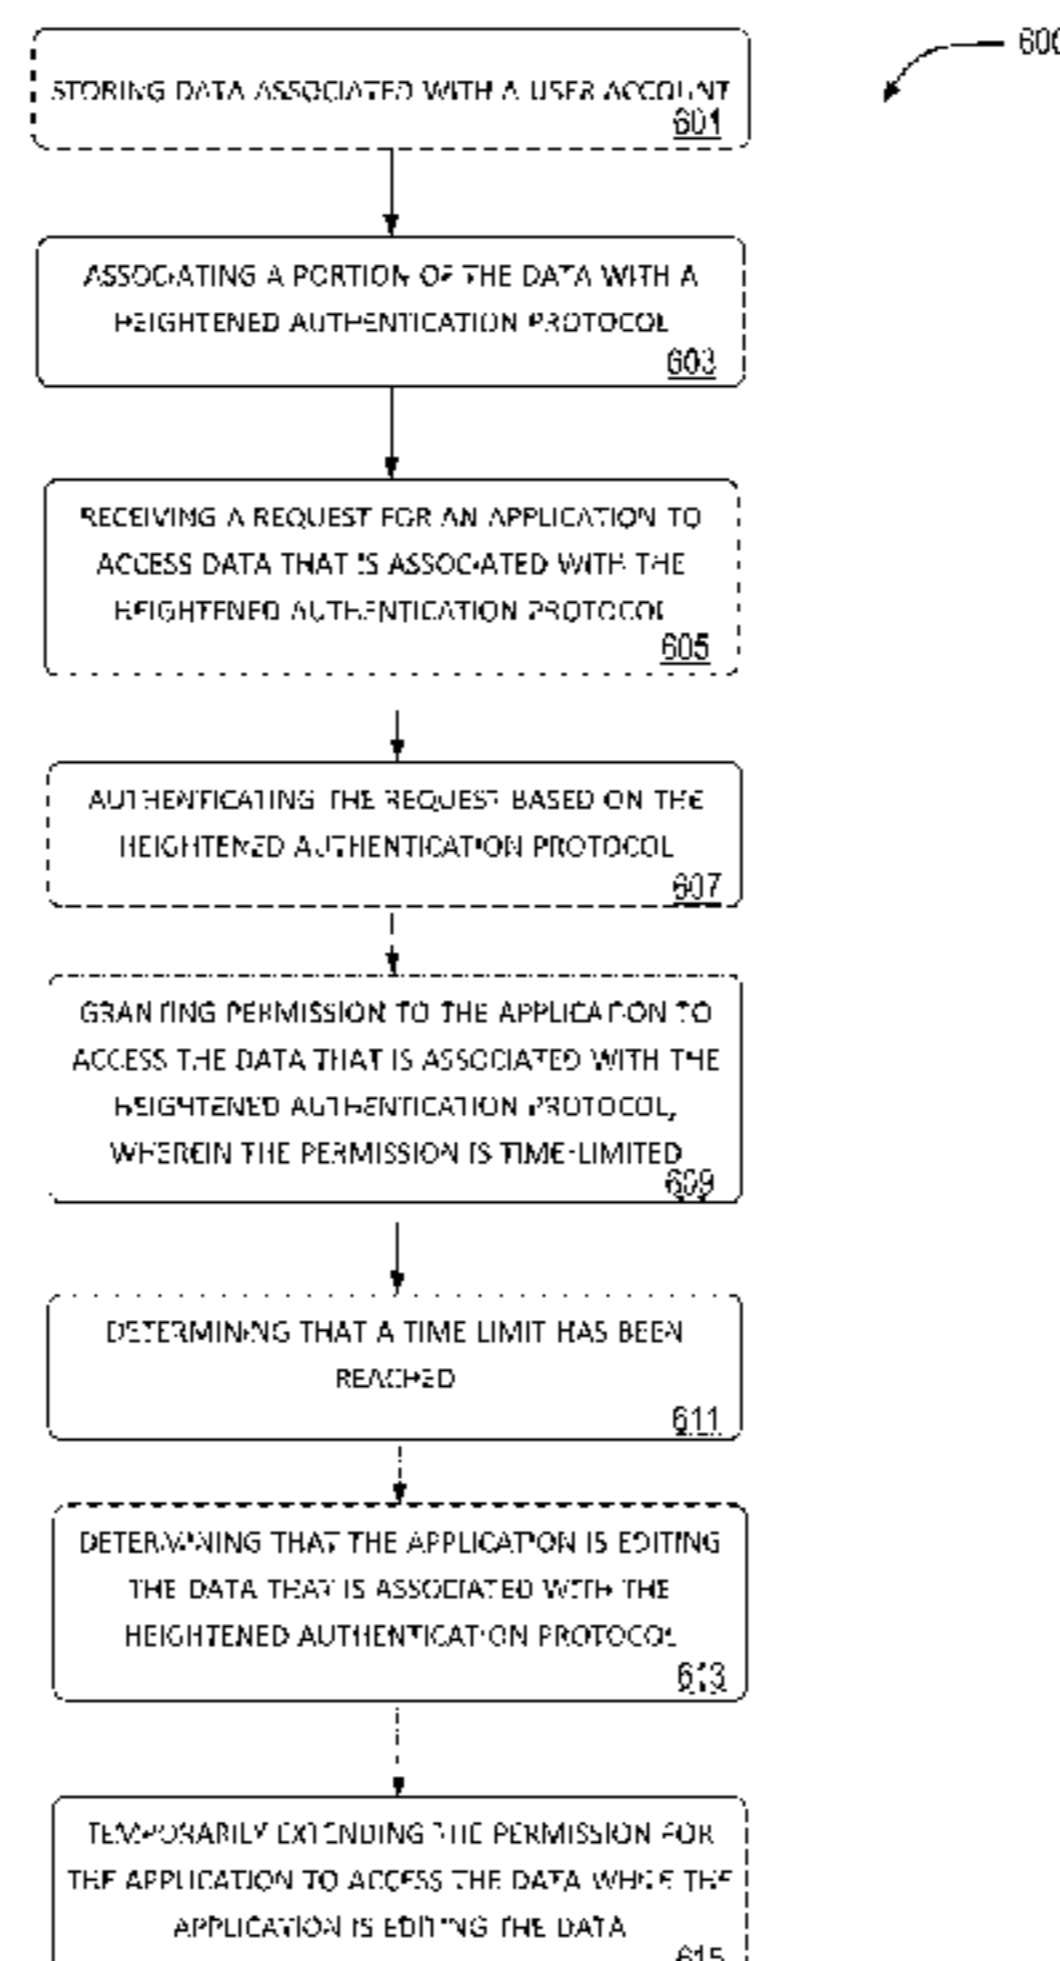 600
STORING DATA ASSOCIATED WITH A USER ACCOUNT
601
ASSOCIATING A PORTION OF THE DATA WITH A
HEIGHTENED AUTHENTICATION PROTOCOL
603
RECEIVING A REQUEST FOR AN APPLICATION TO
ACCESS DATA THAT IS ASSOCIATED WITH THE
HEIGHTENED AUTHENTICATION PROTOCOL
605
AUTHENTICATING THE REQUEST BASED ON THE
HEIGHTENED AUTHENTICATION PROTOCOL
607
GRANTING PERMISSION TO THE APPLICATION TO
ACCESS THE DATA THAT IS ASSOCIATED WITH THE
HEIGHTENED AUTHENTICATION PROTOCOL,
WHEREIN THE PERMISSION IS TIME-LIMITED
609
DETERMINING THAT A TIME LIMIT HAS BEEN
REACHED
611
DETERMINING THAT THE APPLICATION IS EDITING
THE DATA THAT IS ASSOCIATED WITH THE
HEIGHTENED AUTHENTICATION PROTOCOL
613
TEMPORARILY EXTENDING THE PERMISSION FOR
THE APPLICATION TO ACCESS THE DATA WHILE THE
APPLICATION IS EDITING THE DATA
615